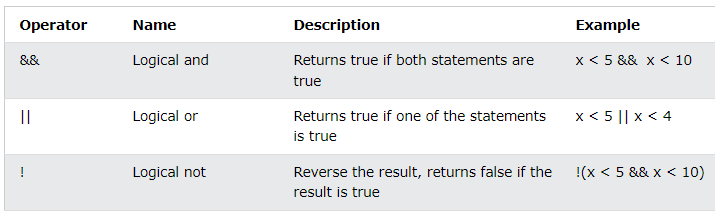 Operator Name Description Example
&& Logical and Returns true if both statements are x < 5 &&  x < 10
true
|| Logical or Returns true if one of the statements x < 5 || x < 4
is true
! Logical not Reverse the result, returns false if the !(x < 5 && x < 10)
result is true